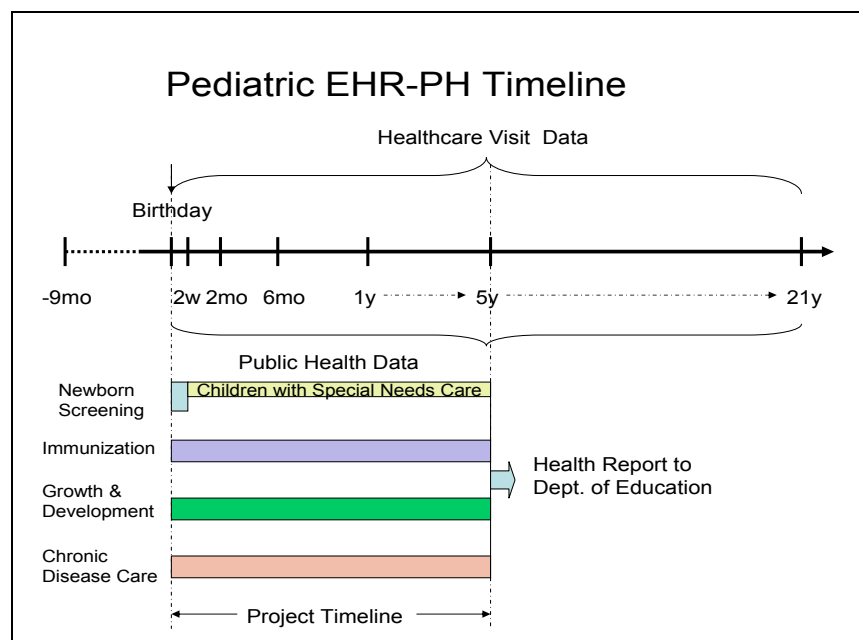 Pediatric EHR-PH Timeline
Healthcare Visit Data
Birthday
-9mo 2w 2mo 6mo 1y 5y 21y
Public Health Data
Newborn
Screening
Children with Special Needs Care
Immunization
Growth &
Development
Health Report to
Dept. of Education
Chronic
Disease Care
Project Timeline